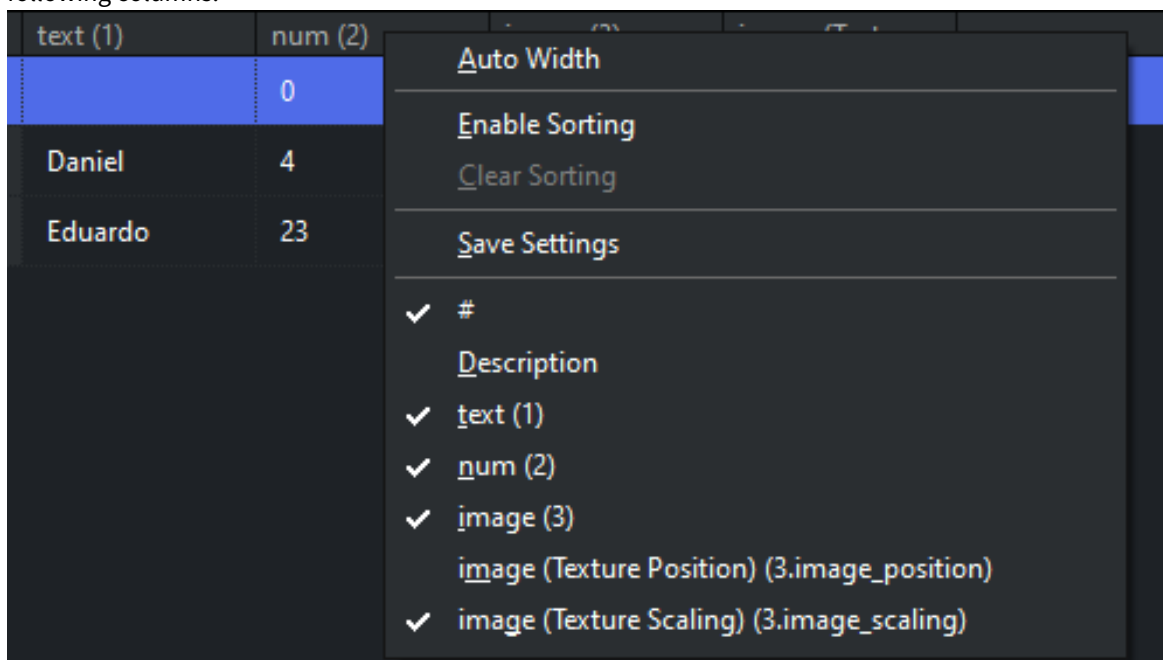 text (1) num (2)
Auto Width
0
Enable Sorting
Daniel 4
Clear Sorting
Eduardo 23
Save Settings
#
Description
text (1)
num (2)
image (3)
image (Texture Position) (3.image_position)
image (Texture Scaling) (3.image_scaling)